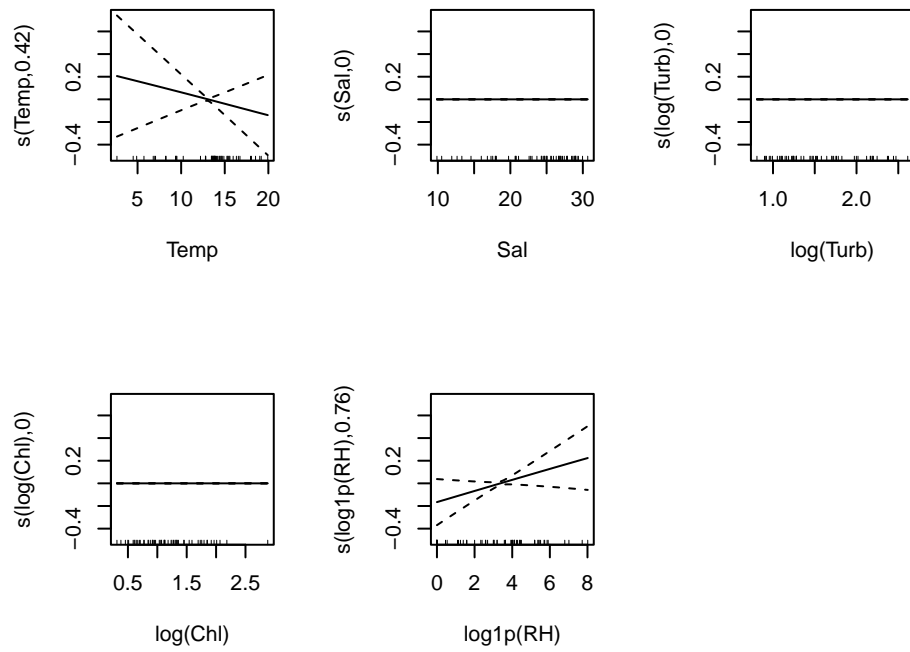 s(Temp,0.42)
0.2
−0.4
5 10 15 20
Temp
s(Sal,0)
0.2
−0.4
10 20 30
Sal
s(log(Turb),0)
0.2
−0.4
1.0 2.0
log(Turb)
s(log(Chl),0)
0.2
−0.4
0.5 1.5 2.5
log(Chl)
s(log1p(RH),0.76)
0.2
−0.4
0 2 4 6 8
log1p(RH)